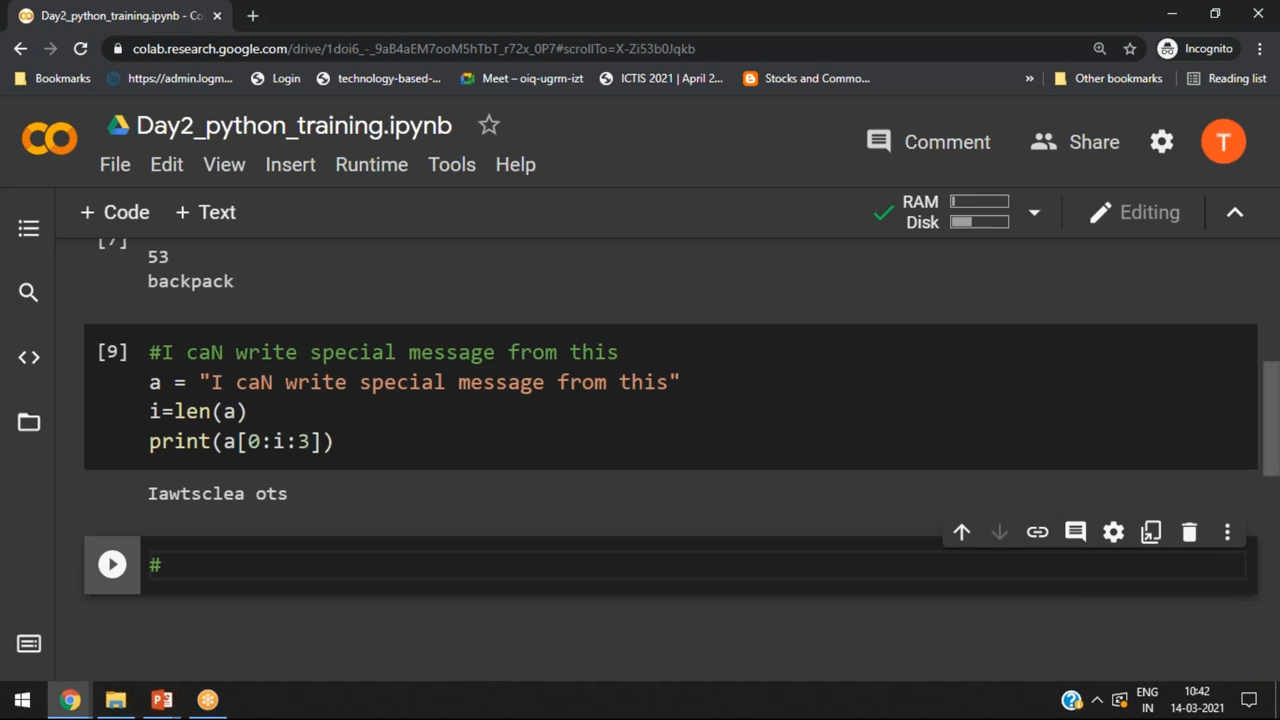 Day2_python_training.ipynb - Co
colab.research.google.com/drive/1doi6_-_9aB4aEM7ooM5hTbT_r72x_0P7#scrollTo=X-Zi53b0Jqkb
Incognito
Bookmarks
https://admin.logm...
Login
technology-based-...
Meet – oiq-ugrm-izt
ICTIS 2021 | April 2...
Stocks and Commo...
»
Other bookmarks
Reading list
Day2_python_training.ipynb
Comment
Share
T
File Edit View Insert Runtime Tools Help
+ Code + Text
RAM
Disk
Editing
[7]
53
backpack
[9]
#I caN write special message from this
a = "I caN write special message from this"
i=len(a)
print(a[0:i:3])
Iawtsclea ots
#
ENG
IN
10:42
14-03-2021